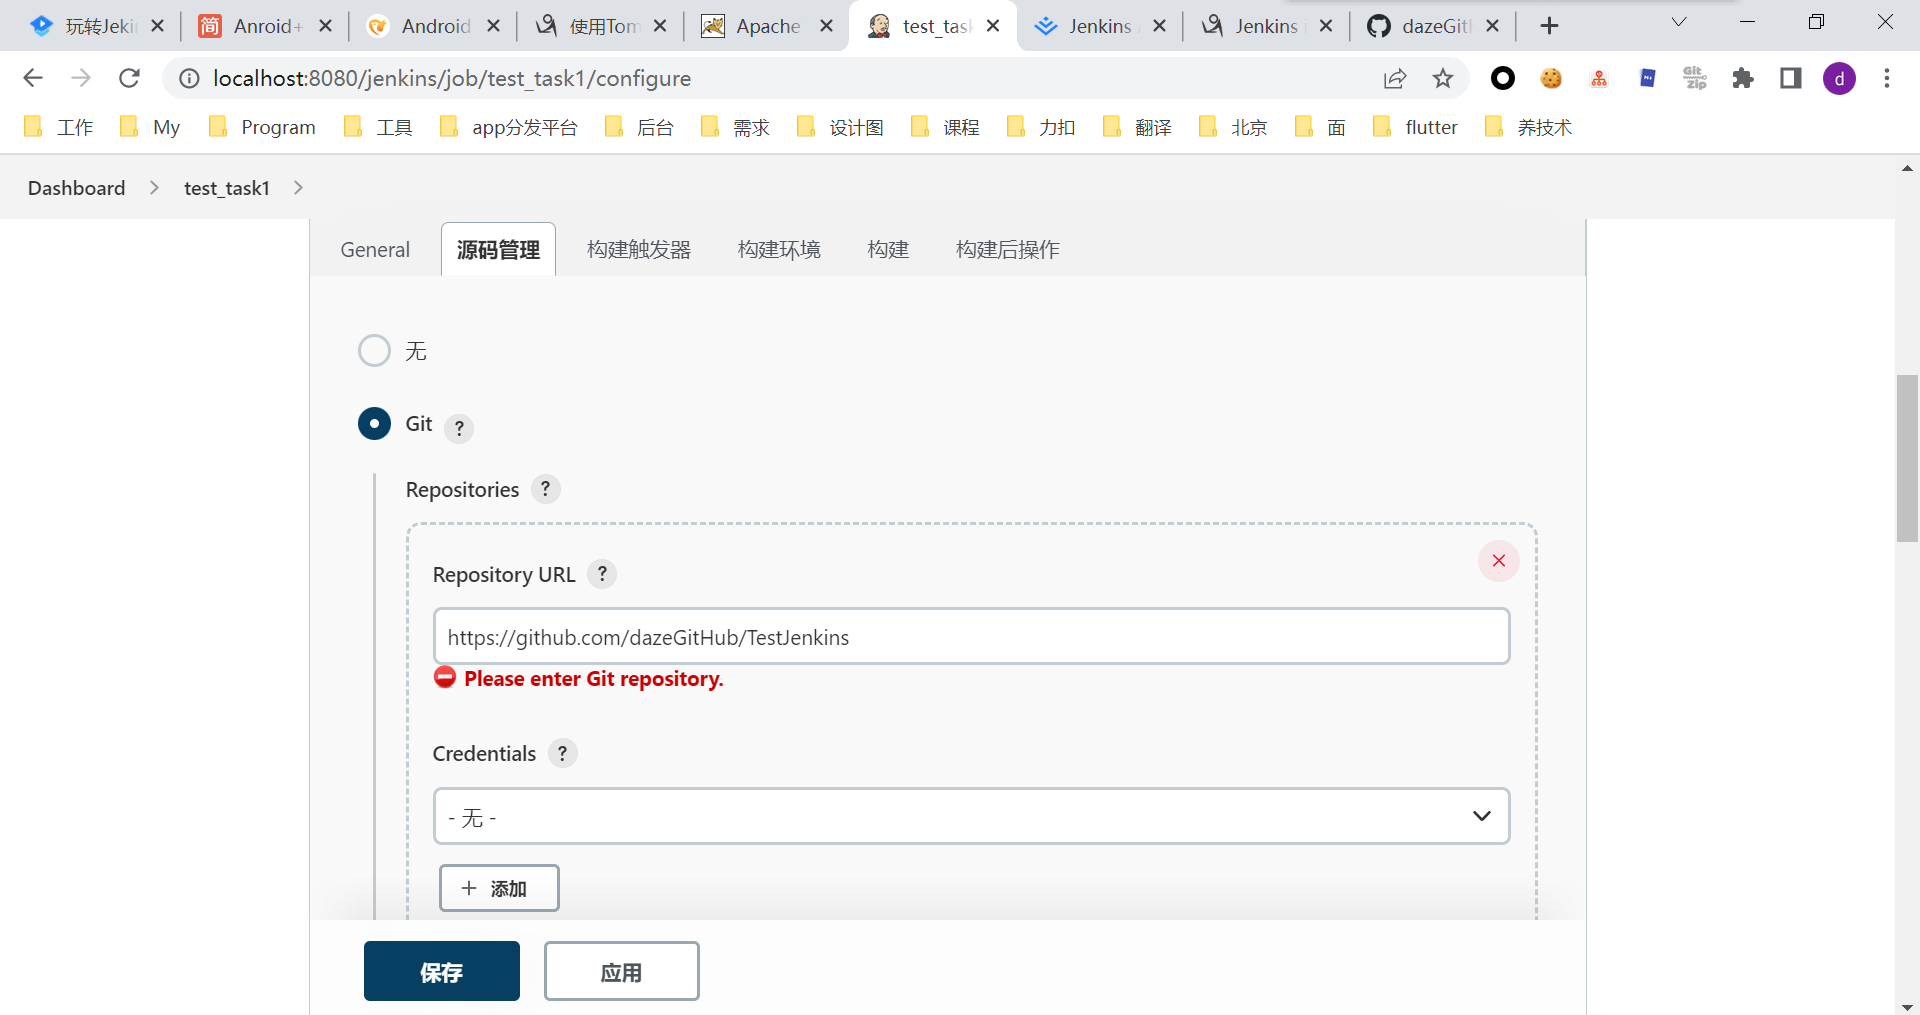 玩转Jeki
Anroid+
Android
使用Tom
Apache
test_tas
Jenkins
Jenkins i
dazeGitl
localhost:8080/jenkins/job/test_task1/configure
Git Zip
d
工作
My
Program
工具
app分发平台
后台
需求
设计图
课程
力扣
翻译
北京
面
flutter
养技术
Dashboard
test_task1
General
源码管理
构建触发器
构建环境
构建
构建后操作
无
Git ?
Repositories ?
Repository URL ?
https://github.com/dazeGitHub/TestJenkins
Please enter Git repository.
Credentials ?
- 无 -
添加
保存
应用